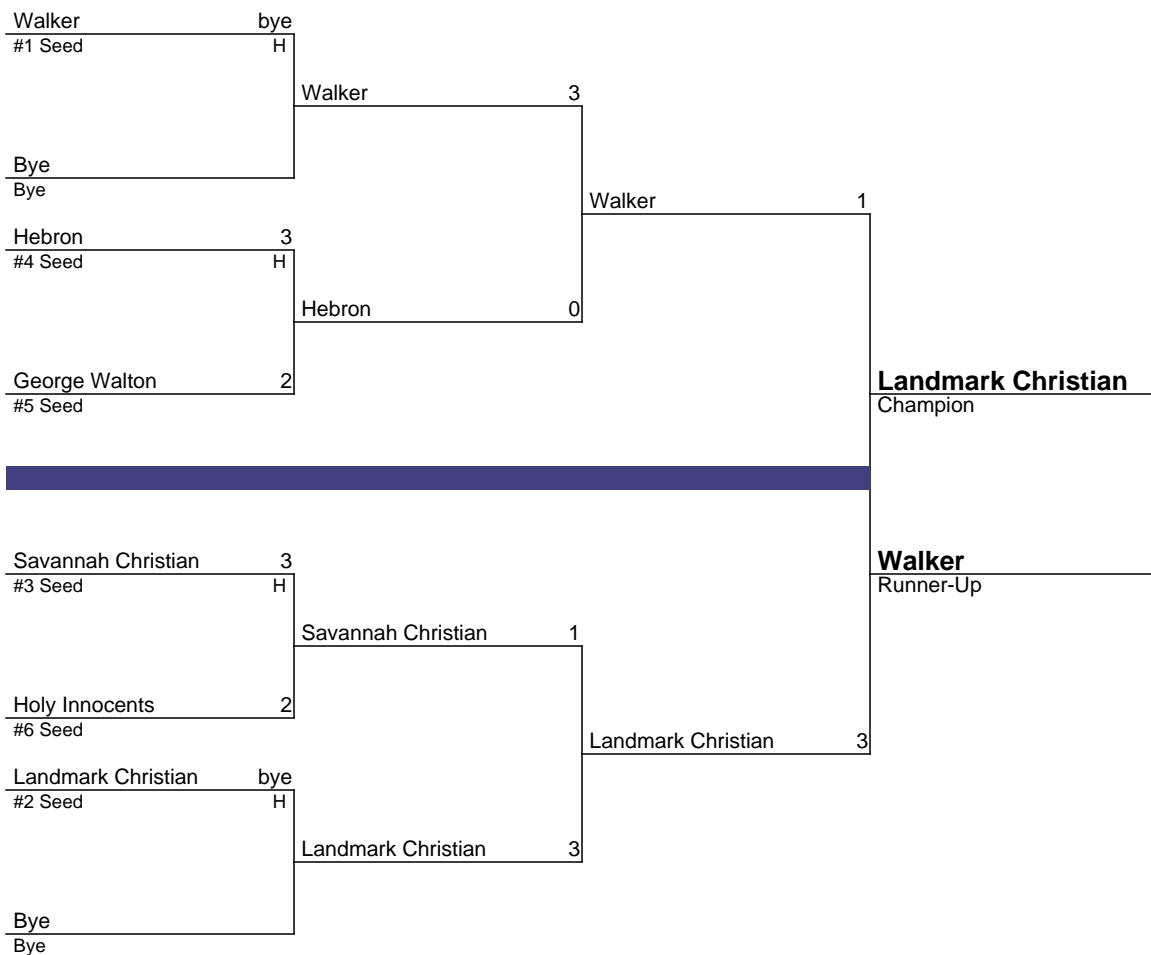 Walker bye
#1 Seed H
Walker 3
Bye
Bye
Walker 1
Hebron 3
#4 Seed H
Hebron 0
George Walton 2
#5 Seed
Landmark Christian
Champion
Savannah Christian 3
#3 Seed H
Walker
Runner-Up
Savannah Christian 1
Holy Innocents 2
#6 Seed
Landmark Christian 3
Landmark Christian bye
#2 Seed H
Landmark Christian 3
Bye
Bye